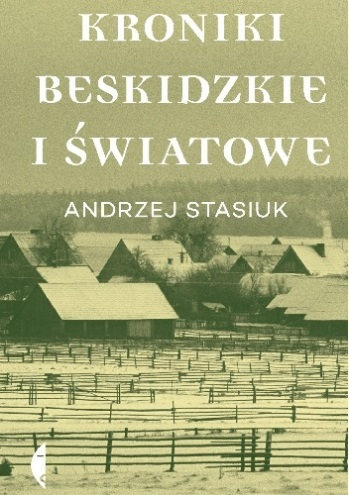 KRONIKI
BESKIDZKIE
I ŚWIATOWE
ANDRZEJ STASIUK